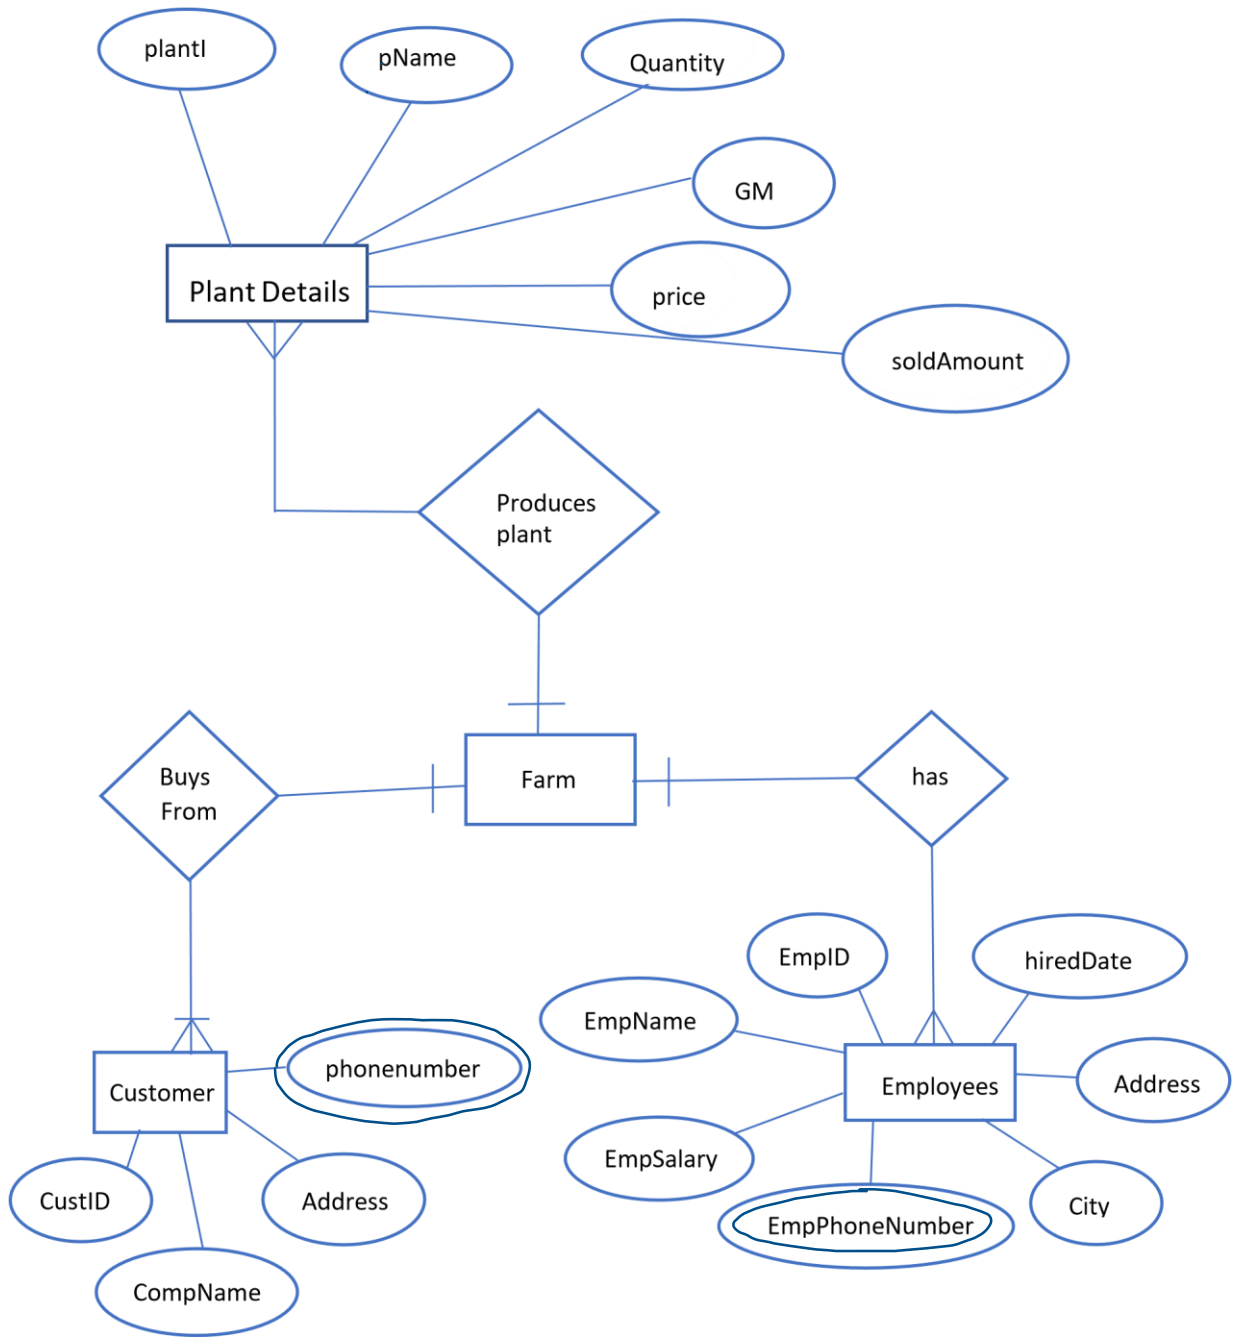 plantI
pName
Quantity
GM
Plant Details
price
soldAmount
Produces
plant
Buys
From
Farm
has
EmpID
hiredDate
EmpName
phonenumber
Customer
Employees
Address
EmpSalary
CustID
Address
EmpPhoneNumber
City
CompName